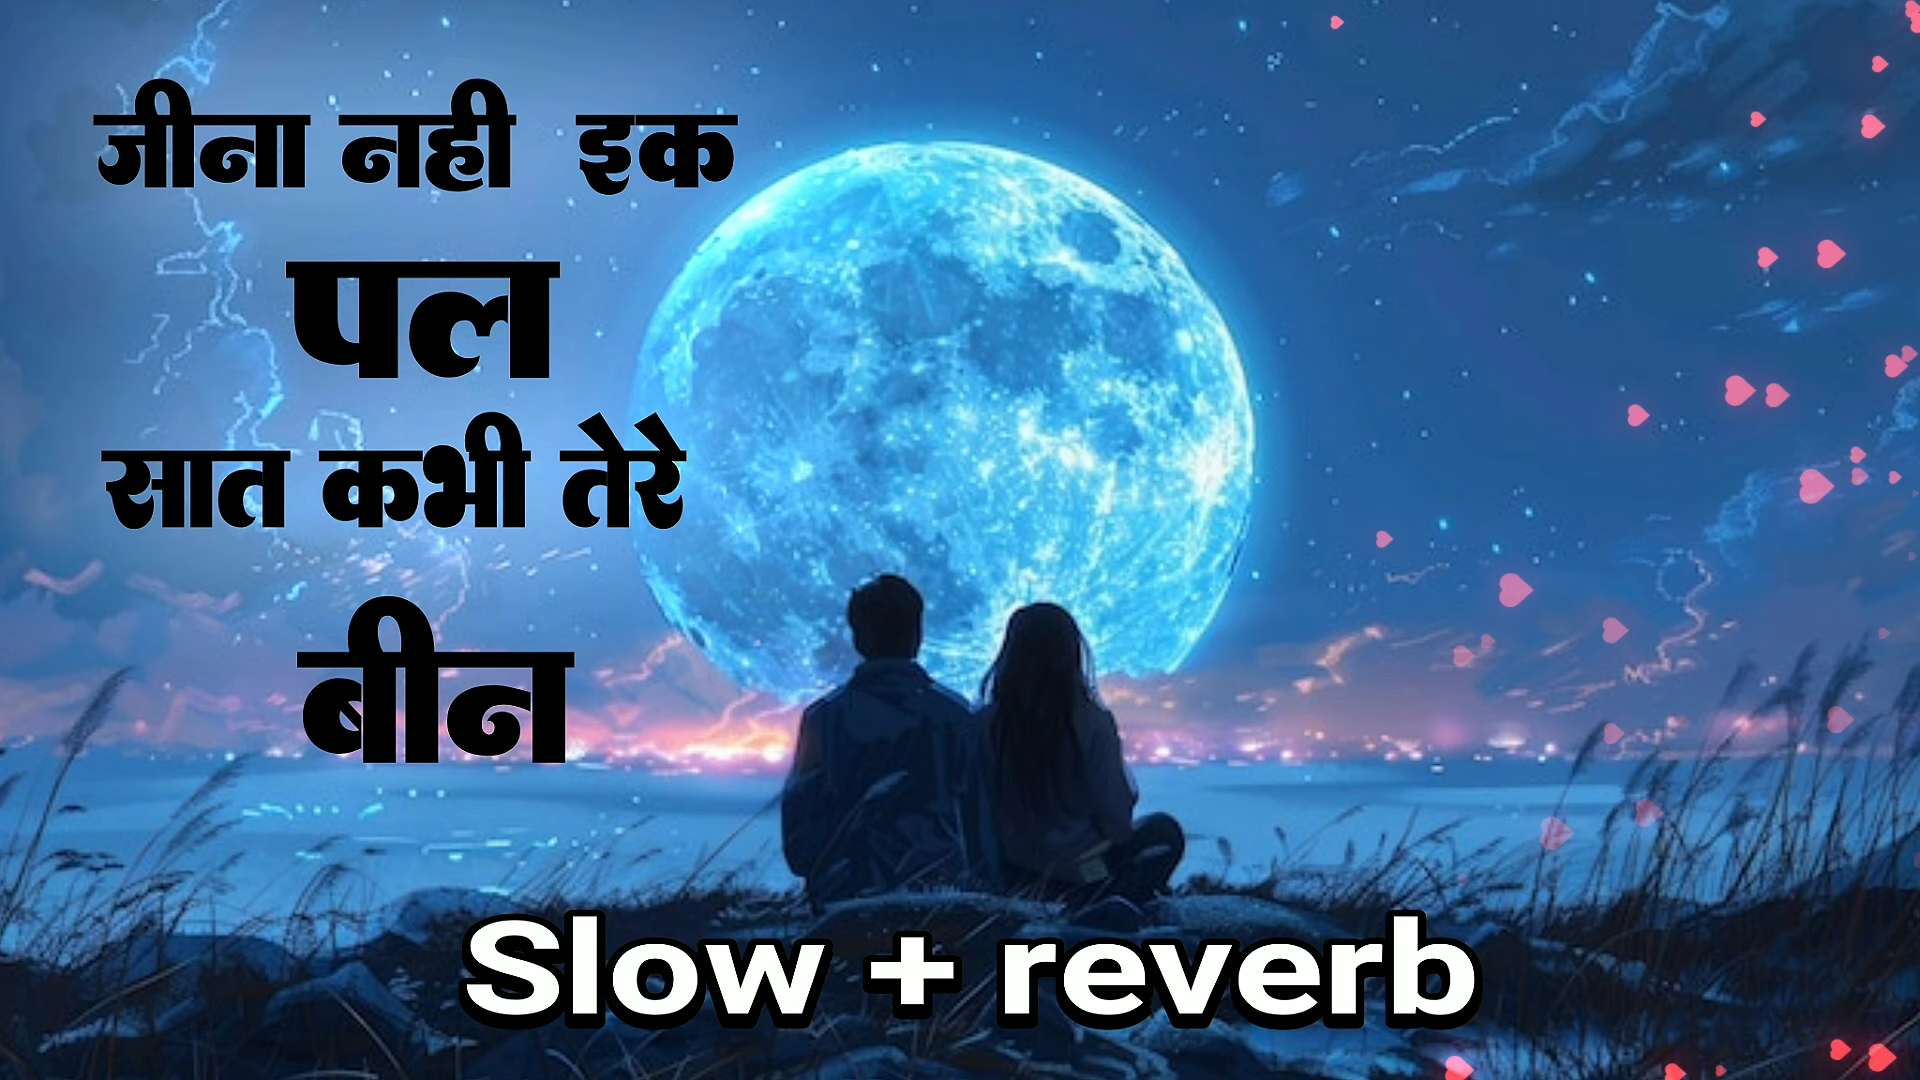 जीना नही इक
पल
सात कभी तेरे
बीन
Slow + reverb